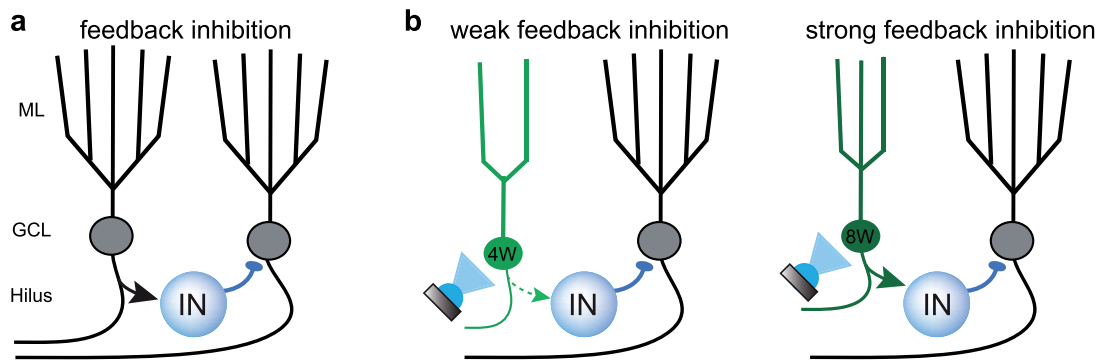 a
feedback inhibition
b
weak feedback inhibition
strong feedback inhibition
ML
GCL
Hilus
IN
4W
IN
8W
IN